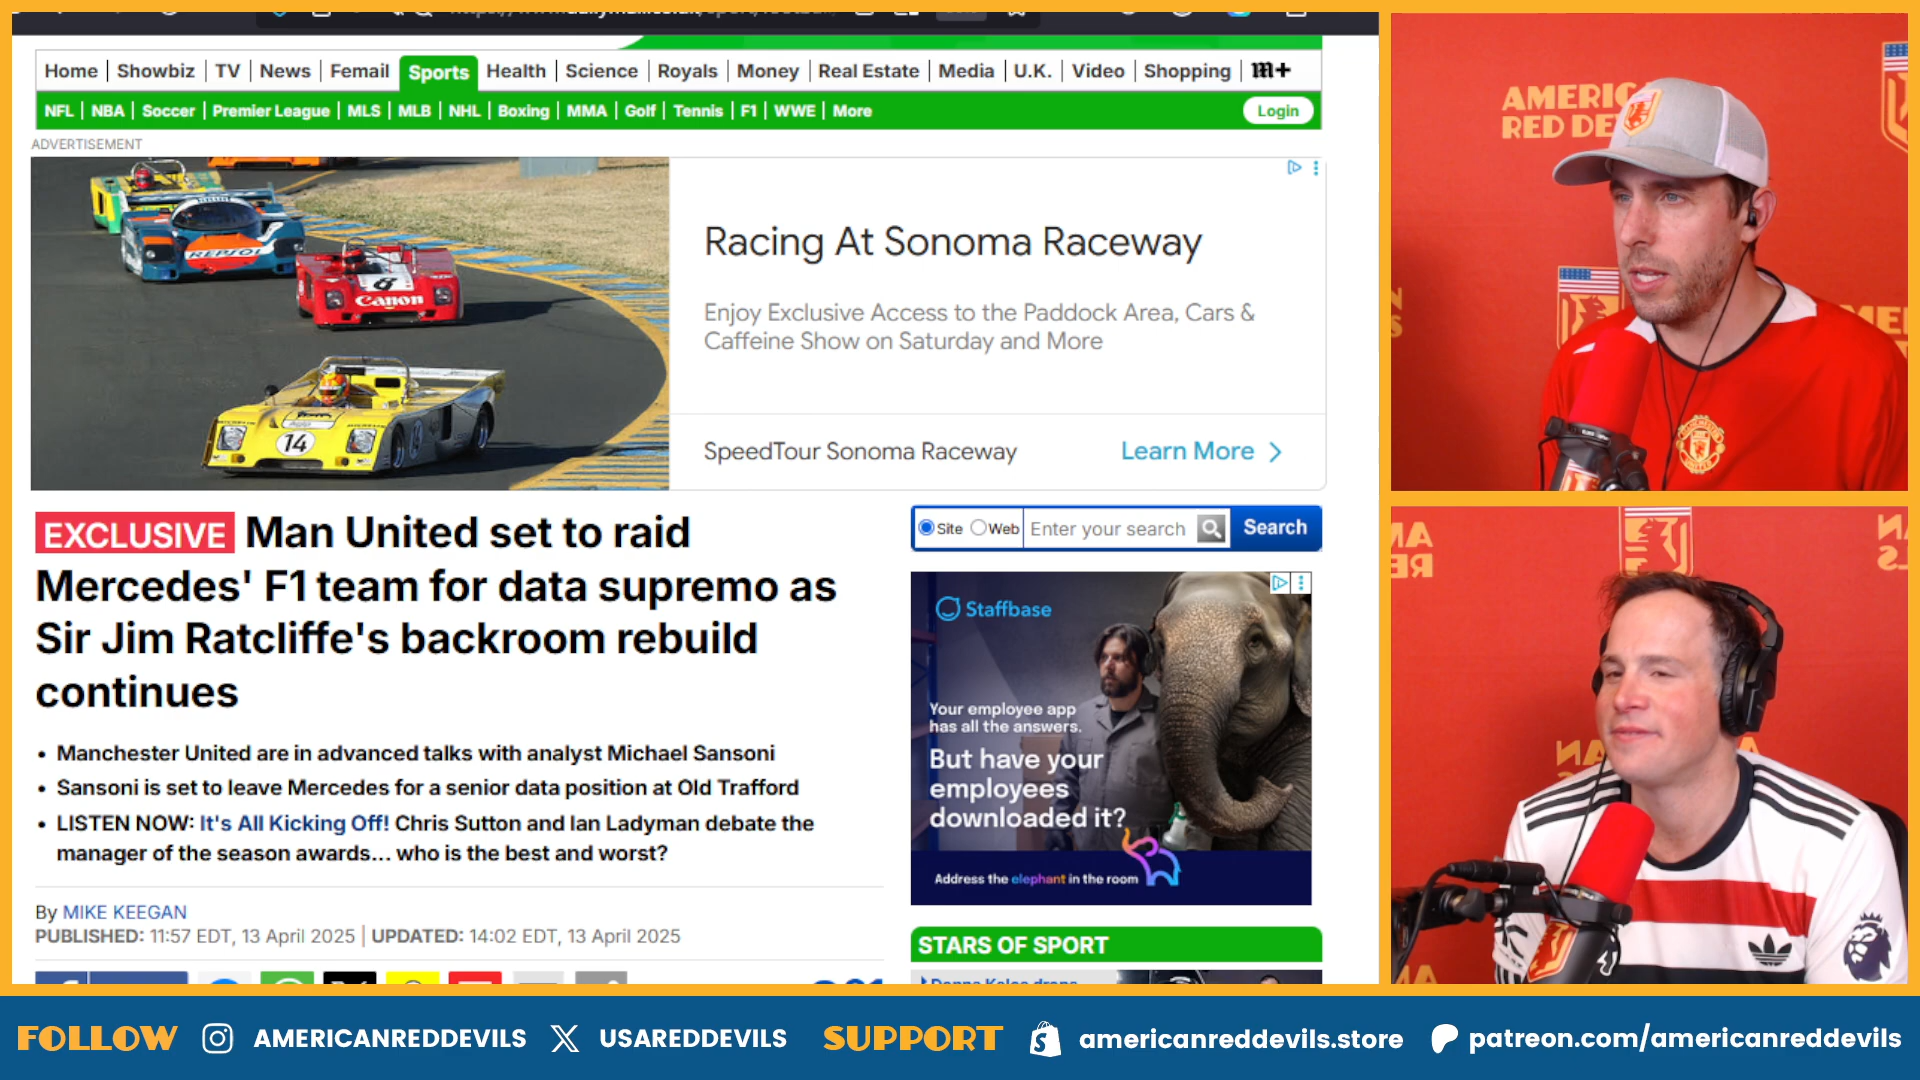 Home | Showbiz | TV | News | Femail | Sports | Health | Science | Royals | Money | Real Estate | Media | U.K. | Video | Shopping | m+
NFL | NBA | Soccer | Premier League | MLS | MLB | NHL | Boxing | MMA | Golf | Tennis | F1 | WWE | More
Login
ADVERTISEMENT
REPSOL
6
Canon
14
Racing At Sonoma Raceway
Enjoy Exclusive Access to the Paddock Area, Cars &
Caffeine Show on Saturday and More
SpeedTour Sonoma Raceway
Learn More
EXCLUSIVE Man United set to raid
Mercedes' F1 team for data supremo as
Sir Jim Ratcliffe's backroom rebuild
continues
• Manchester United are in advanced talks with analyst Michael Sansoni
• Sansoni is set to leave Mercedes for a senior data position at Old Trafford
• LISTEN NOW: It's All Kicking Off! Chris Sutton and Ian Ladyman debate the
manager of the season awards... who is the best and worst?
By MIKE KEEGAN
PUBLISHED: 11:57 EDT, 13 April 2025 | UPDATED: 14:02 EDT, 13 April 2025
Site Web Enter your search Search
Staffbase
Your employee app
has all the answers.
But have your
employees
downloaded it?
Address the elephant in the room
STARS OF SPORT
AMERIC
RED DE
FOLLOW AMERICANREDDEVILS USAREDDEVILS SUPPORT americanreddevils.store patreon.com/americanreddevils